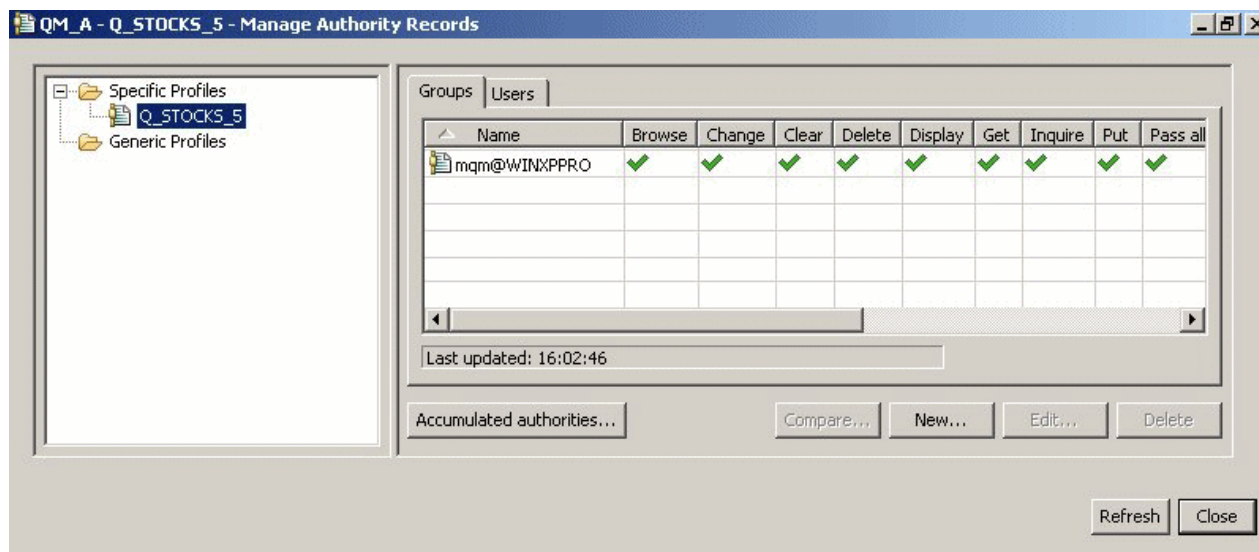 QM_A - Q_STOCKS_5 - Manage Authority Records
Specific Profiles
Q_STOCKS_5
Generic Profiles
Groups Users
Name Browse Change Clear Delete Display Get Inquire Put Pass all
mqm@WINXPPRO
Last updated: 16:02:46
Accumulated authorities... Compare... New... Edit... Delete
Refresh Close